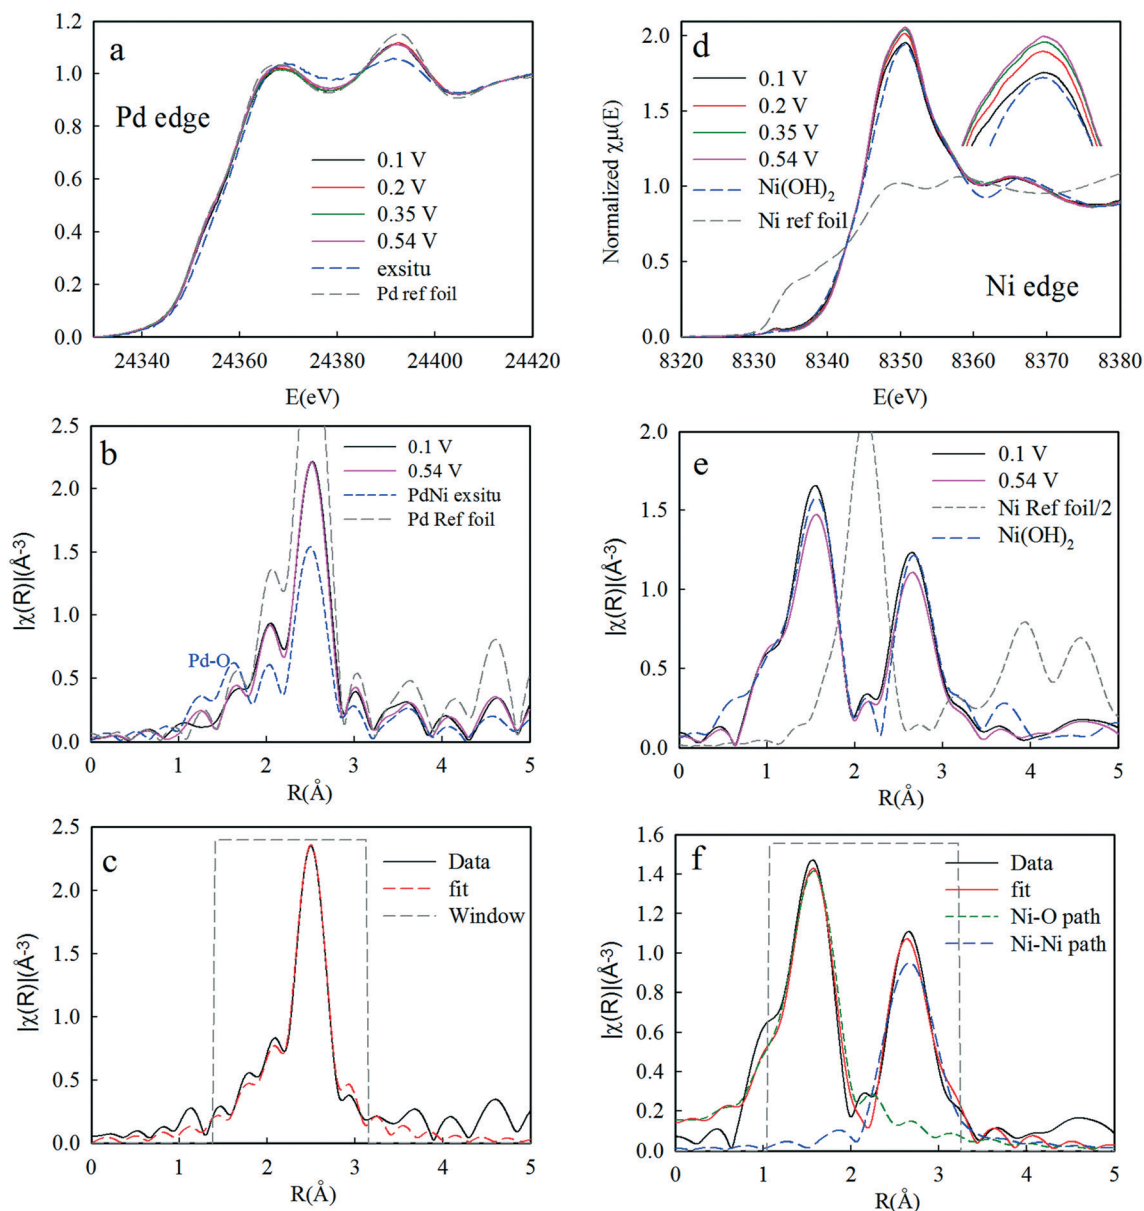 a
Pd edge
1.2
1.0
0.8
0.6
0.4
0.2
0.0
0.1 V
0.2 V
0.35 V
0.54 V
exsitu
Pd ref foil
24340 24360 24380 24400 24420
E(eV)
d
Ni edge
Normalized χμ(E)
2.0
1.5
1.0
0.5
0.0
0.1 V
0.2 V
0.35 V
0.54 V
Ni(OH)₂
Ni ref foil
8320 8330 8340 8350 8360 8370 8380
E(eV)
b
|χ(R)|(Å-3)
2.5
2.0
1.5
1.0
0.5
0.0
0.1 V
0.54 V
PdNi exsitu
Pd Ref foil
Pd-O
0 1 2 3 4 5
R(Å)
e
|χ(R)|(Å-3)
2.0
1.5
1.0
0.5
0.0
0.1 V
0.54 V
Ni Ref foil/2
Ni(OH)₂
0 1 2 3 4 5
R(Å)
c
|χ(R)|(Å-3)
2.5
2.0
1.5
1.0
0.5
0.0
Data
fit
Window
0 1 2 3 4 5
R(Å)
f
|χ(R)|(Å-3)
1.6
1.4
1.2
1.0
0.8
0.6
0.4
0.2
0.0
Data
fit
Ni-O path
Ni-Ni path
0 1 2 3 4 5
R(Å)